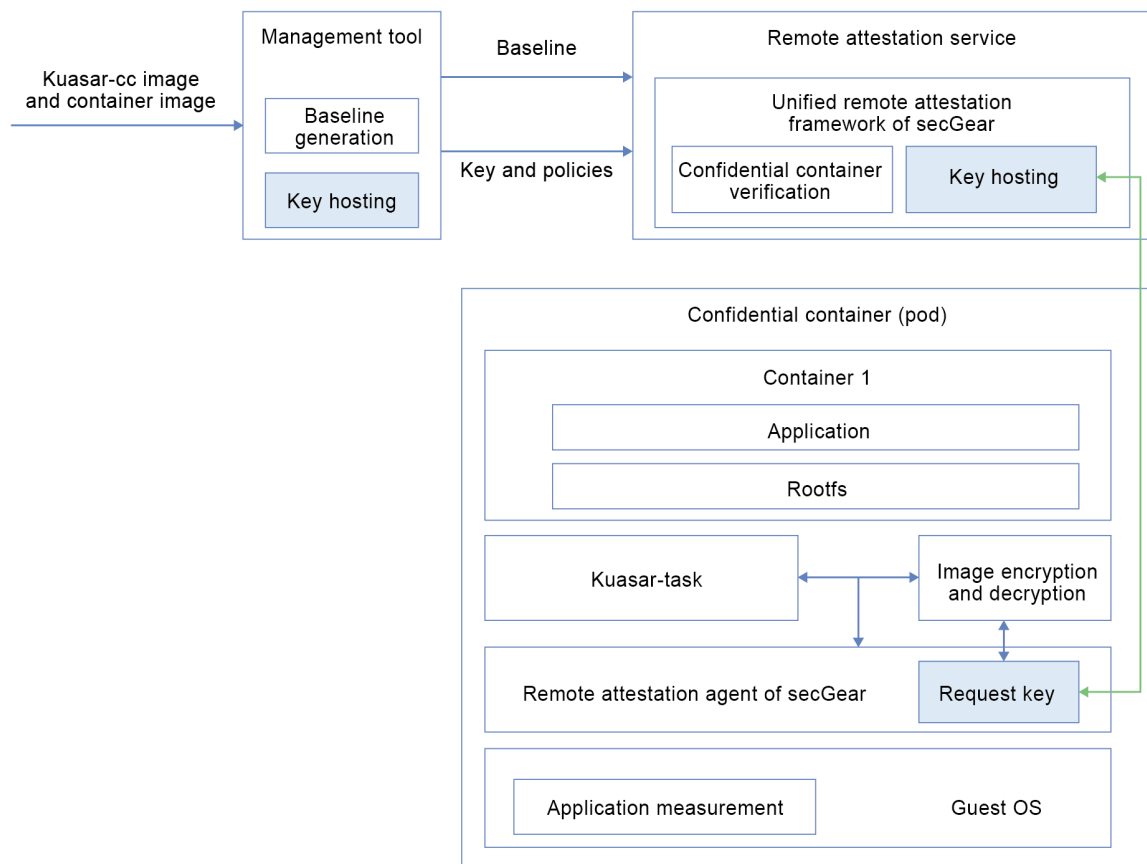 Kuasar-cc image
and container image
Management tool
Baseline
generation
Key hosting
Baseline
Key and policies
Remote attestation service
Unified remote attestation
framework of secGear
Confidential container
verification
Key hosting
Confidential container (pod)
Container 1
Application
Rootfs
Kuasar-task
Image encryption
and decryption
Remote attestation agent of secGear
Request key
Application measurement
Guest OS